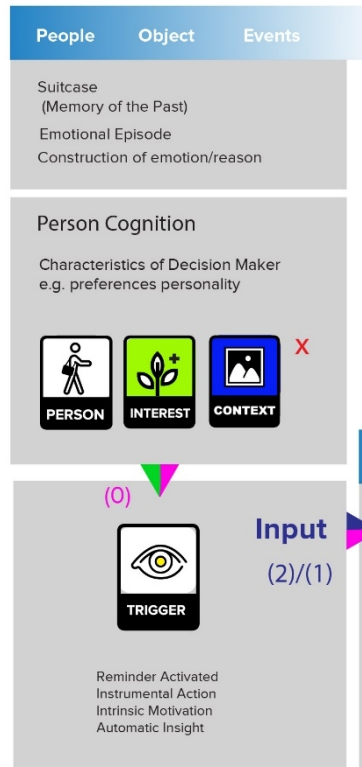 People Object Events
Suitcase
(Memory of the Past)
Emotional Episode
Construction of emotion/reason
Person Cognition
Characteristics of Decision Maker
e.g. preferences personality
X
PERSON INTEREST CONTEXT
(0)
Input
(2)/(1)
TRIGGER
Reminder Activated
Instrumental Action
Intrinsic Motivation
Automatic Insight